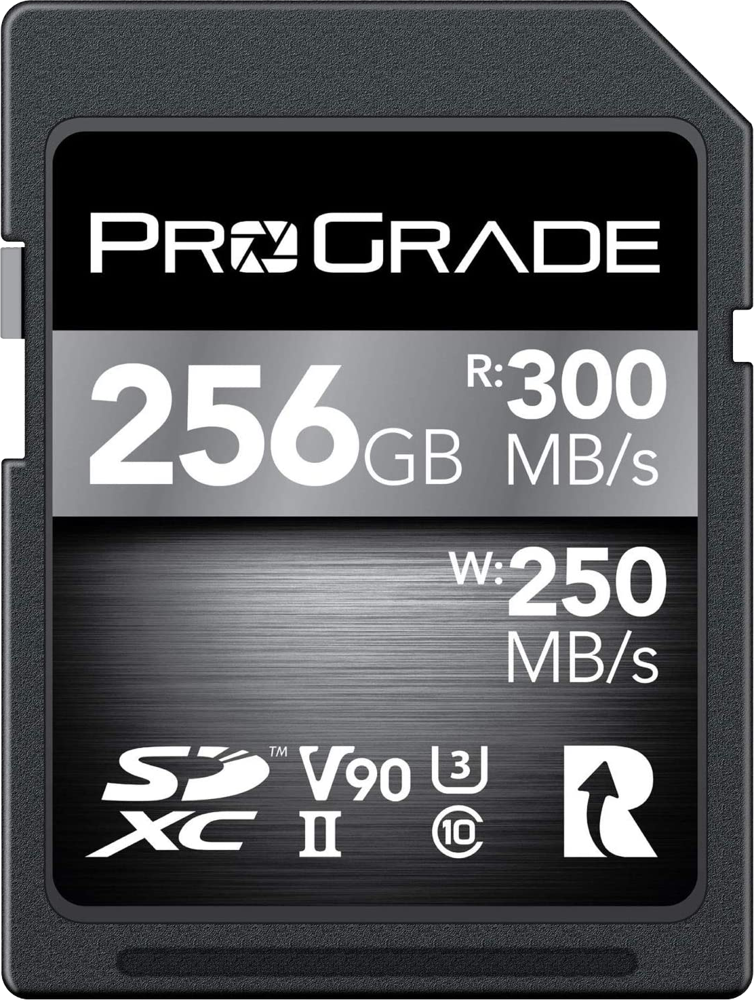 PROGRADE
256GB
R:300
MB/s
W:250
MB/s
SD™ V90 3
XC II 10
R